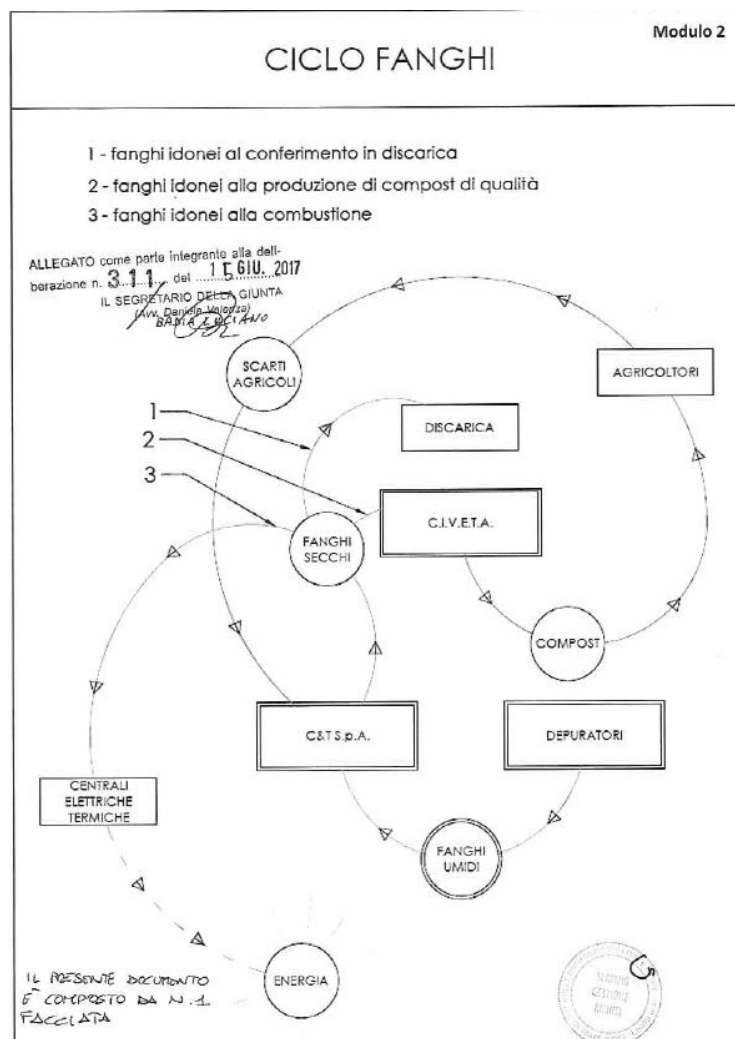 Modulo 2
CICLO FANGHI
1 - fanghi idonei al conferimento in discarica
2 - fanghi idonei alla produzione di compost di qualità
3 - fanghi idonei alla combustione
ALLEGATO come parte integrante alla deli-
berazione n. 311 del 15 GIU. 2017
IL SEGRETARIO DELLA GIUNTA
(Avv. Daniela Valenza)
SCARTI
AGRICOLI
AGRICOLTORI
1
DISCARICA
2
3
C.I.V.E.T.A.
FANGHI
SECCHI
COMPOST
C&T S.p.A.
DEPURATORI
CENTRALI
ELETTRICHE
TERMICHE
FANGHI
UMIDI
ENERGIA
IL PRESENTE DOCUMENTO
È COMPOSTO DA N. 1
FACCIATA